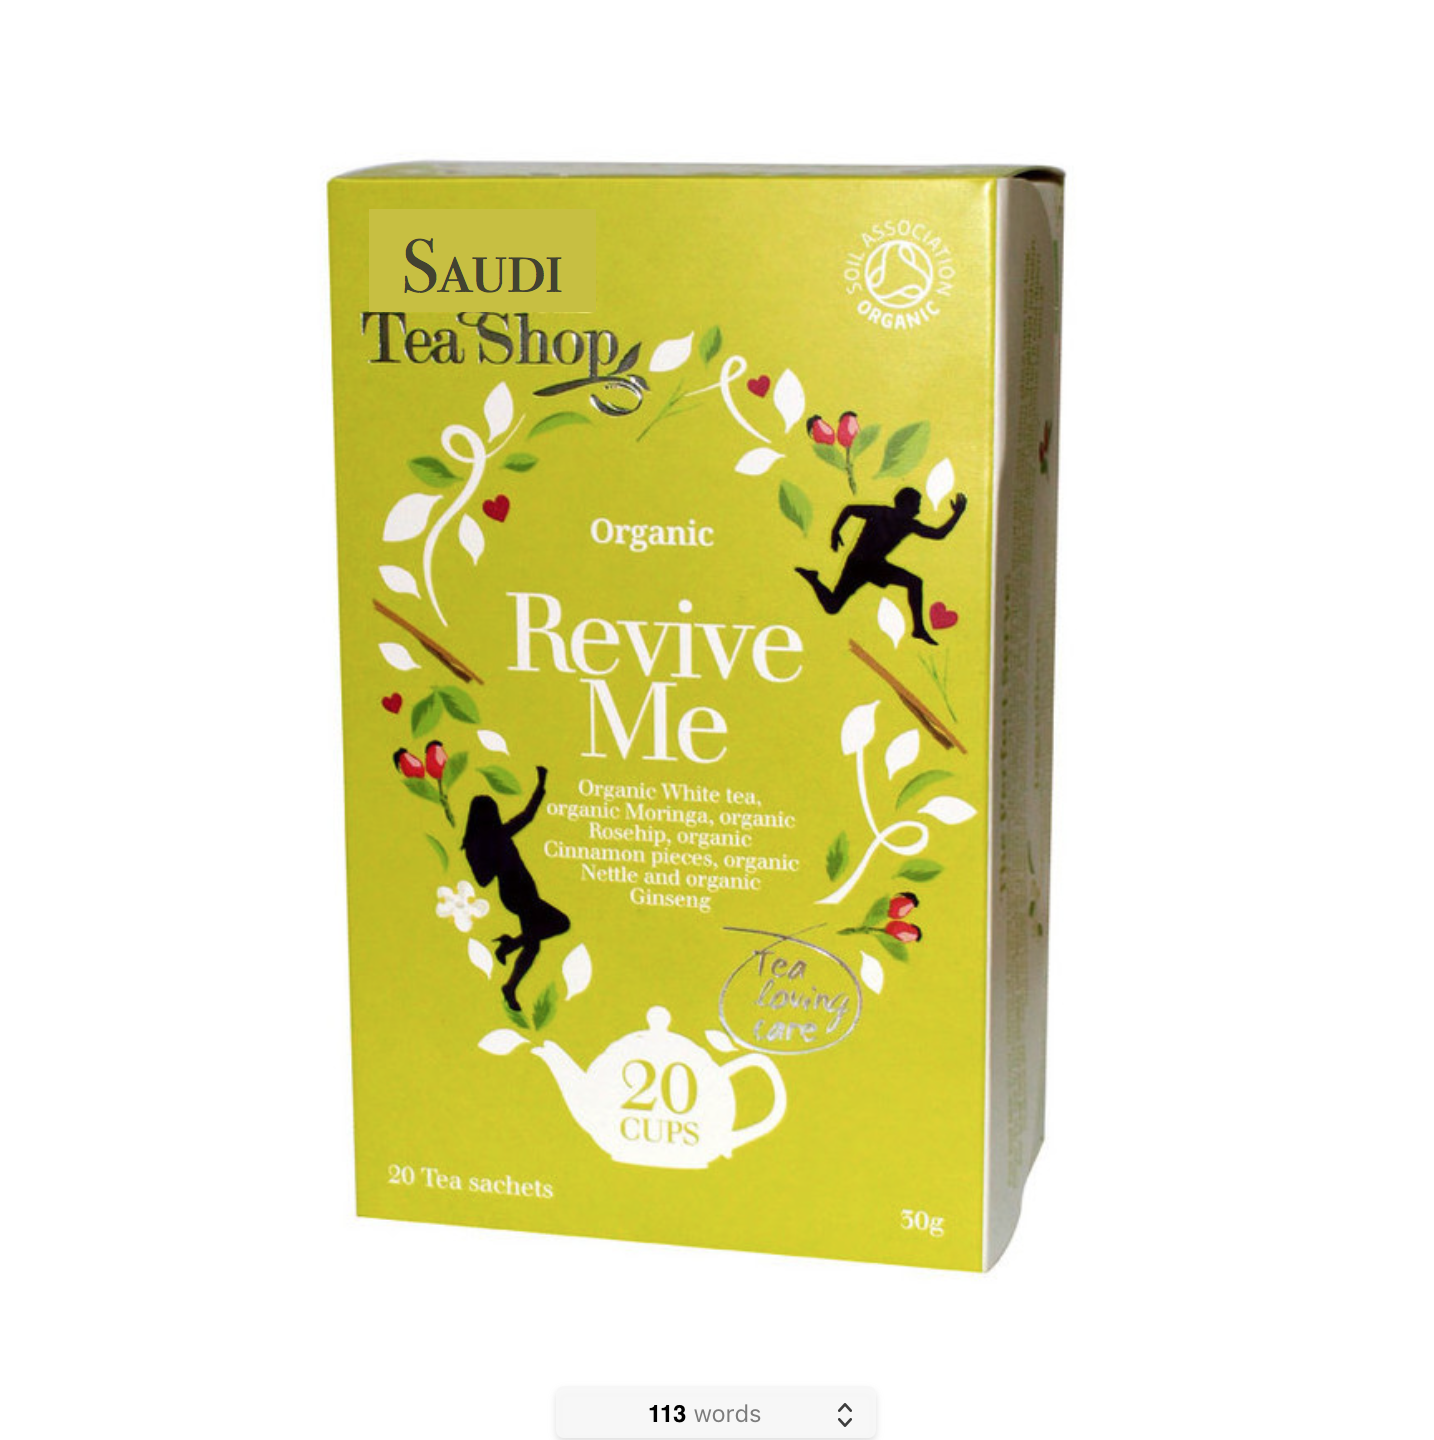 SAUDI
Tea Shop
SOIL ASSOCIATION
ORGANIC
Organic
Revive
Me
Organic White tea,
organic Moringa, organic
Rosehip, organic
Cinnamon pieces, organic
Nettle and organic
Ginseng
Tea
loving
care
20
CUPS
20 Tea sachets
30g
113 words